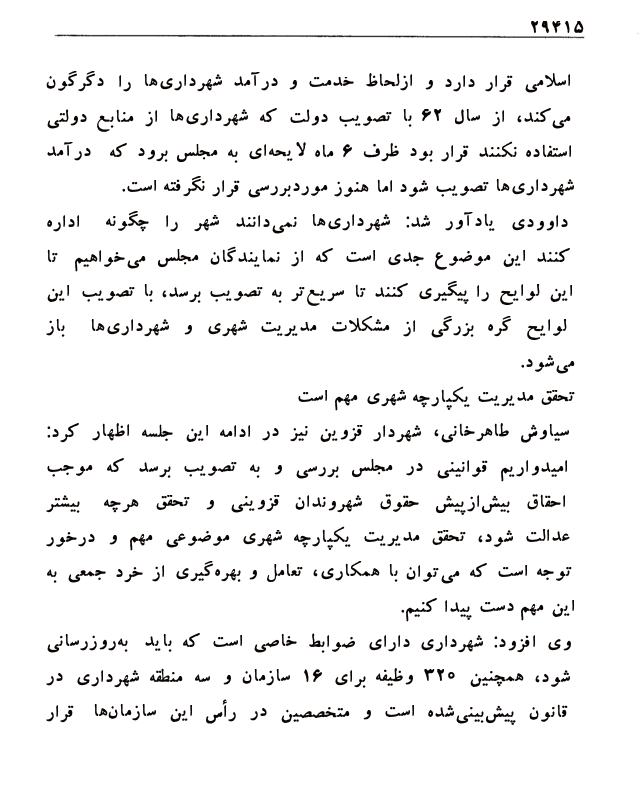 ۲۹۴۱۵
اسلامی قرار دارد و ازلحاظ خدمت و درآمد شهرداری‌ها را دگرگون
می‌کند، از سال ۶۲ با تصویب دولت که شهرداری‌ها از منابع دولتی
استفاده نکنند قرار بود ظرف ۶ ماه لایحه‌ای به مجلس برود که درآمد
شهرداری‌ها تصویب شود اما هنوز موردبررسی قرار نگرفته است.
داوودی یادآور شد: شهرداری‌ها نمی‌دانند شهر را چگونه اداره
کنند این موضوع جدی است که از نمایندگان مجلس می‌خواهیم تا
این لوایح را پیگیری کنند تا سریع‌تر به تصویب برسد، با تصویب این
لوایح گره بزرگی از مشکلات مدیریت شهری و شهرداری‌ها باز
می‌شود.
تحقق مدیریت یکپارچه شهری مهم است
سیاوش طاهرخانی، شهردار قزوین نیز در ادامه این جلسه اظهار کرد:
امیدواریم قوانینی در مجلس بررسی و به تصویب برسد که موجب
احقاق بیش‌ازپیش حقوق شهروندان قزوینی و تحقق هرچه بیشتر
عدالت شود، تحقق مدیریت یکپارچه شهری موضوعی مهم و درخور
توجه است که می‌توان با همکاری، تعامل و بهره‌گیری از خرد جمعی به
این مهم دست پیدا کنیم.
وی افزود: شهرداری دارای ضوابط خاصی است که باید به‌روزرسانی
شود، همچنین ۳۲۰ وظیفه برای ۱۶ سازمان و سه منطقه شهرداری در
قانون پیش‌بینی‌شده است و متخصصین در رأس این سازمان‌ها قرار